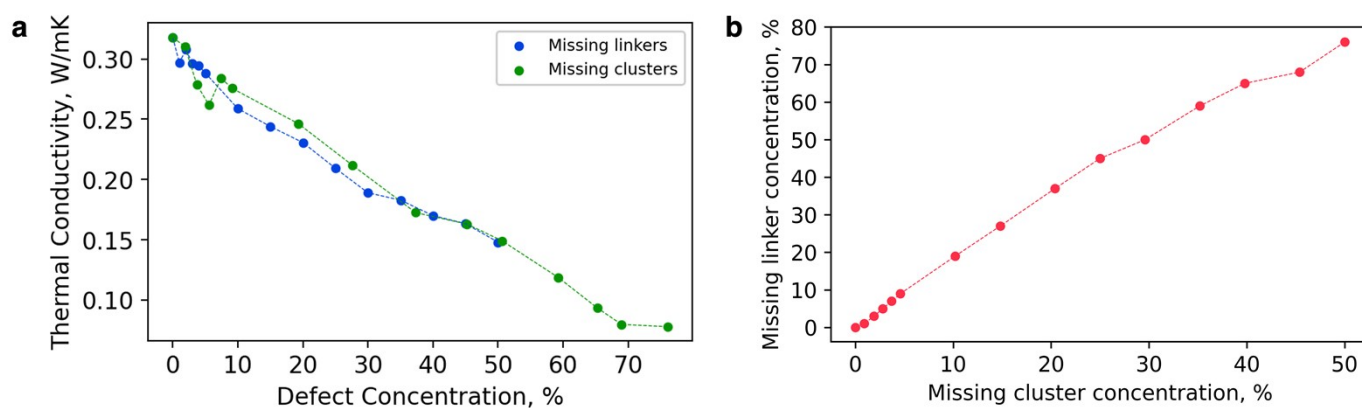 a
Thermal Conductivity, W/mK
0.30
0.25
0.20
0.15
0.10
Missing linkers
Missing clusters
0 10 20 30 40 50 60 70
Defect Concentration, %
b
Missing linker concentration, %
80
70
60
50
40
30
20
10
0
0 10 20 30 40 50
Missing cluster concentration, %